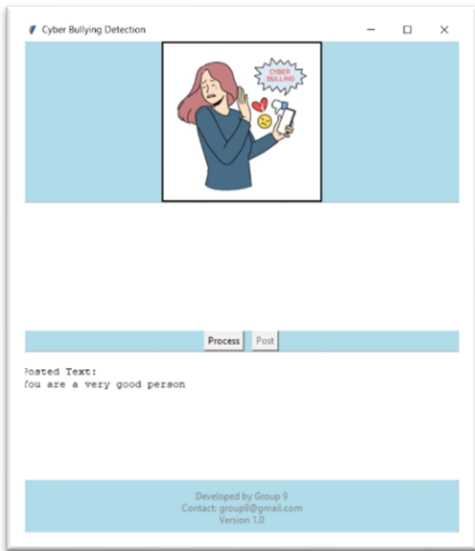 Cyber Bullying Detection
CYBER
BULLING
Process Post
Posted Text:
You are a very good person
Developed by Group 9
Contact: group9@gmail.com
Version 1.0